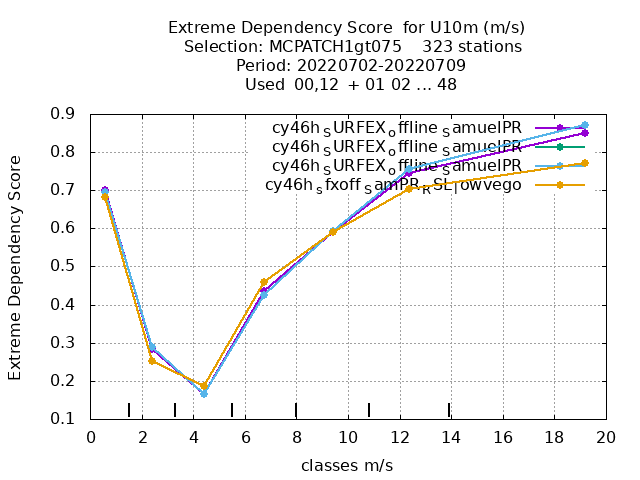 Extreme Dependency Score for U10m (m/s)
Selection: MCPATCH1gt075 323 stations
Period: 20220702-20220709
Used 00,12 + 01 02 ... 48
Extreme Dependency Score
0.9
0.8
0.7
0.6
0.5
0.4
0.3
0.2
0.1
cy46h_SURFEX_offline_SamuelPR
cy46h_SURFEX_offline_SamuelPR
cy46h_SURFEX_offline_SamuelPR
cy46h_sfxoff_SamPR_RSL_lowvego
0 2 4 6 8 10 12 14 16 18 20
classes m/s